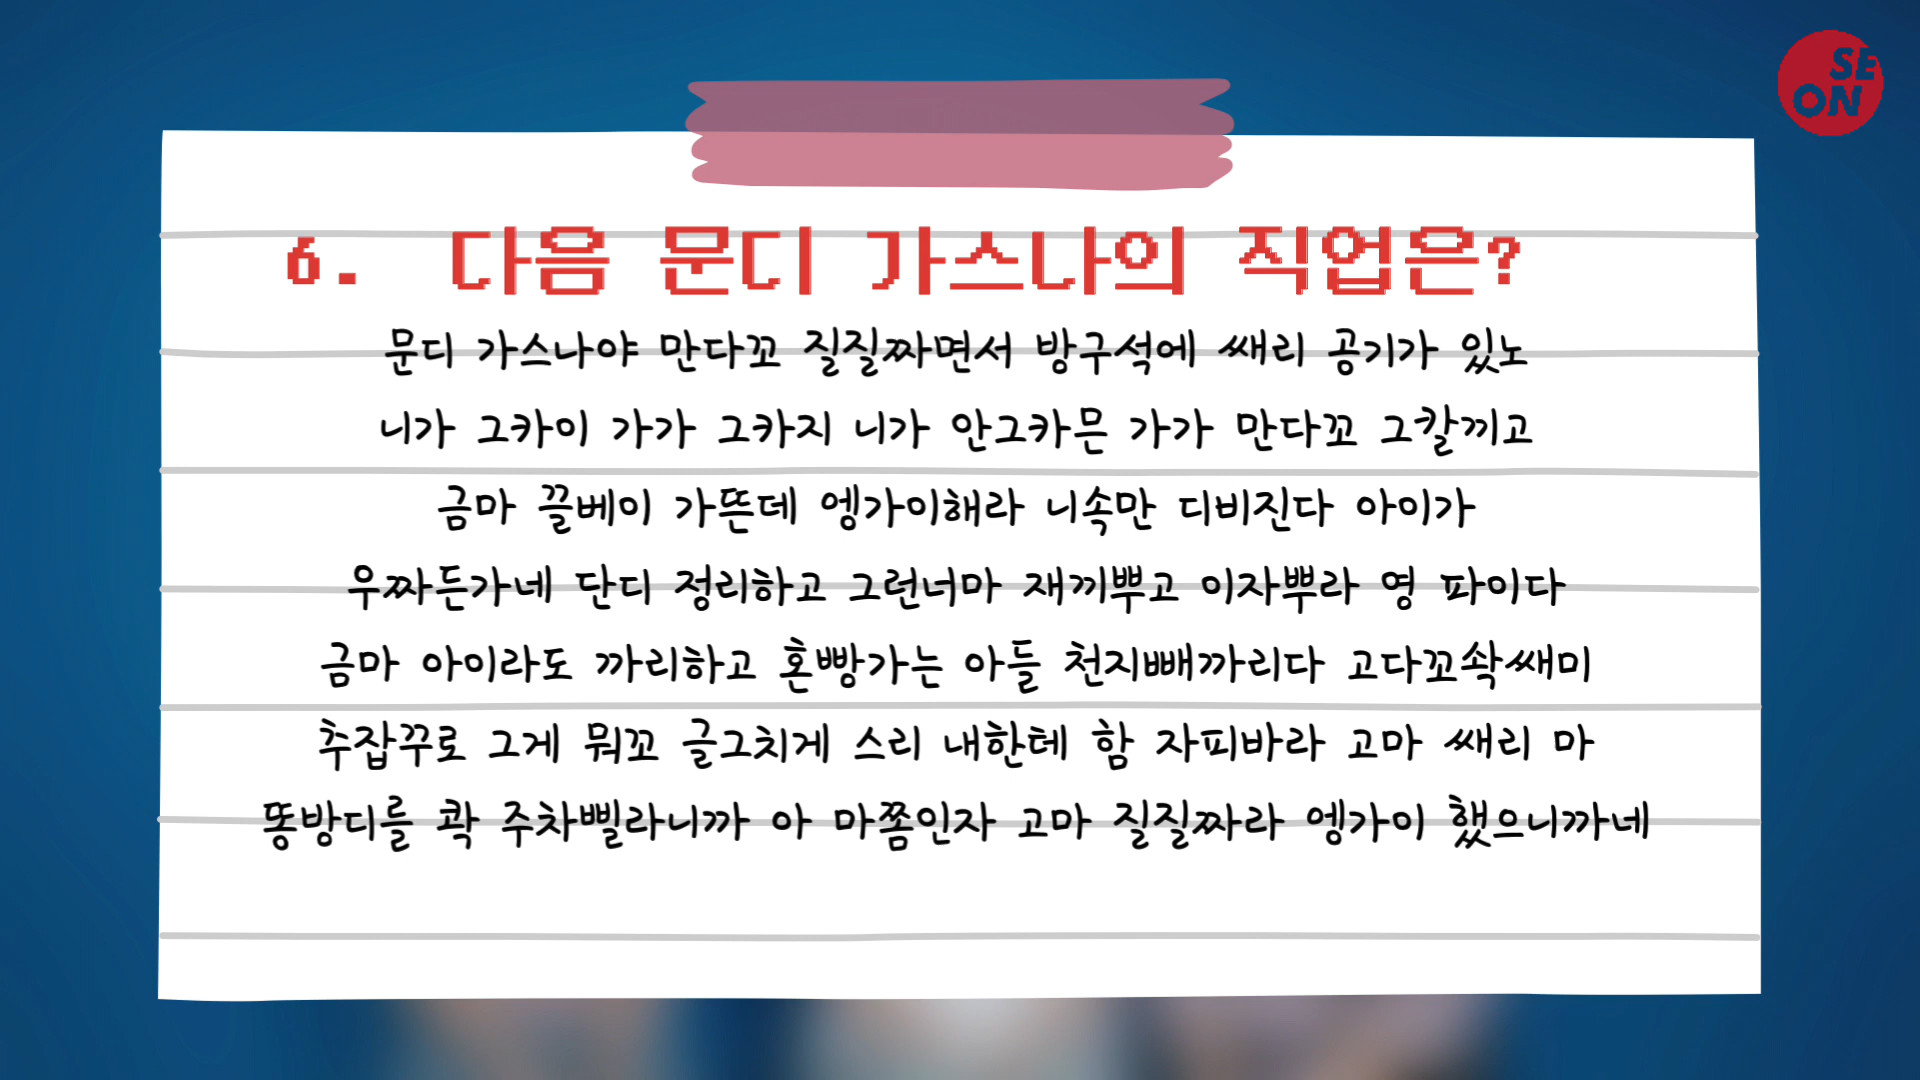 SE
ON
6. 다음 문디 가스나의 직업은?
문디 가스나야 만다꼬 질질짜면서 방구석에 쌔리 공기가 있노
니가 그카이 가가 그카지 니가 안그카믄 가가 만다꼬 그칼끼고
금마 끌베이 가뜬데 엥가이해라 니속만 디비진다 아이가
우짜든가네 단디 정리하고 그런너마 재끼뿌고 이자뿌라 영 파이다
금마 아이라도 까리하고 혼빵가는 아들 천지빼까리다 고다꼬솩쌔미
추잡꾸로 그게 뭐꼬 글그치게 스리 내한테 함 자피바라 고마 쌔리 마
똥방디를 콱 주차삘라니까 아 마쫌인자 고마 질질짜라 엥가이 했으니까네